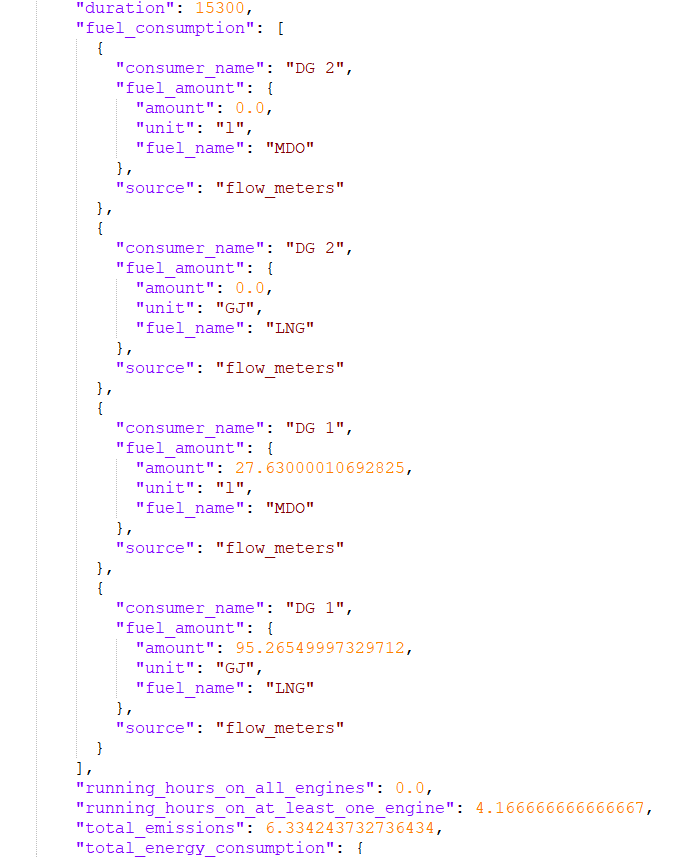 "duration": 15300,
"fuel_consumption": [
{
"consumer_name": "DG 2",
"fuel_amount": {
"amount": 0.0,
"unit": "l",
"fuel_name": "MDO"
},
"source": "flow_meters"
},
{
"consumer_name": "DG 2",
"fuel_amount": {
"amount": 0.0,
"unit": "GJ",
"fuel_name": "LNG"
},
"source": "flow_meters"
},
{
"consumer_name": "DG 1",
"fuel_amount": {
"amount": 27.63000010692825,
"unit": "l",
"fuel_name": "MDO"
},
"source": "flow_meters"
},
{
"consumer_name": "DG 1",
"fuel_amount": {
"amount": 95.26549997329712,
"unit": "GJ",
"fuel_name": "LNG"
},
"source": "flow_meters"
}
],
"running_hours_on_all_engines": 0.0,
"running_hours_on_at_least_one_engine": 4.166666666666667,
"total_emissions": 6.334243732736434,
"total_energy_consumption": {